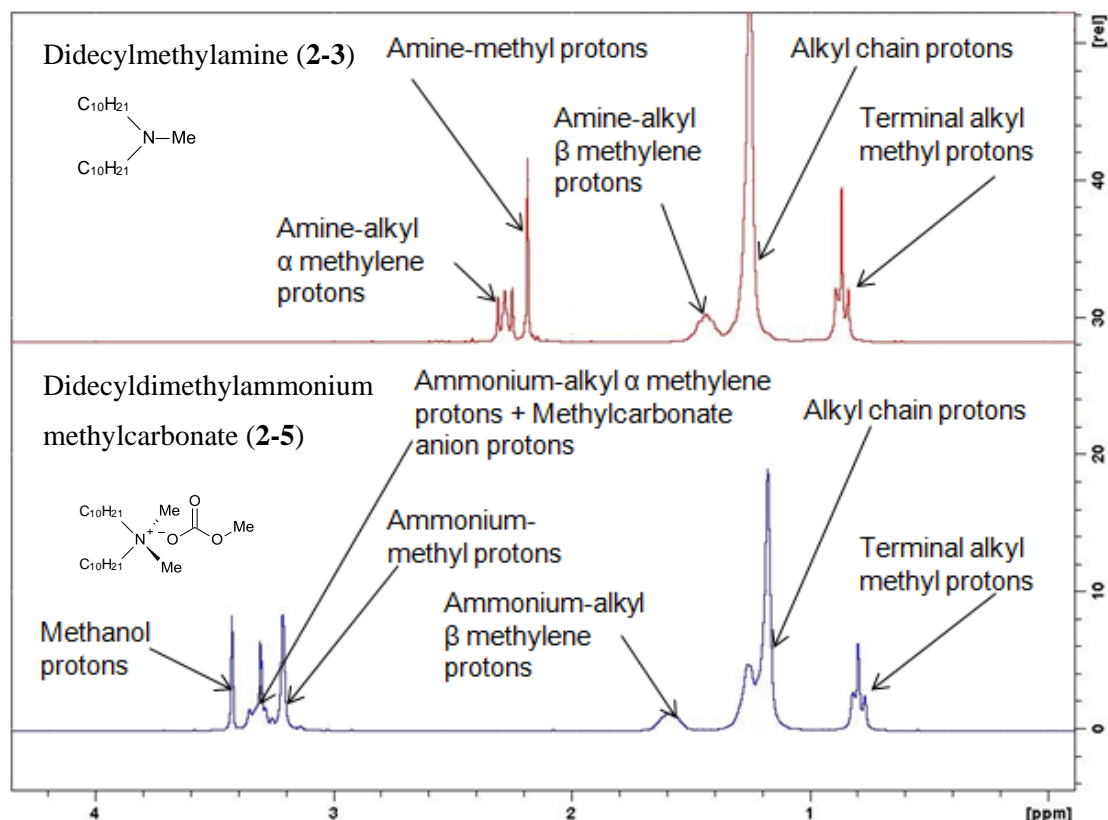 Didecylmethylamine (2-3)
C₁₀H₂₁
N
Me
C₁₀H₂₁
Amine-methyl protons
Alkyl chain protons
Amine-alkyl
β methylene
protons
Terminal alkyl
methyl protons
Amine-alkyl
α methylene
protons
[rel]
40
30
Didecyldimethylammonium
methylcarbonate (2-5)
C₁₀H₂₁
Me
O
N
+
−
O
O
Me
C₁₀H₂₁
Me
Ammonium-alkyl α methylene
protons + Methylcarbonate
anion protons
Alkyl chain protons
Ammonium-
methyl protons
Methanol
protons
Ammonium-alkyl
β methylene
protons
Terminal alkyl
methyl protons
20
10
0
4
3
2
1
[ppm]